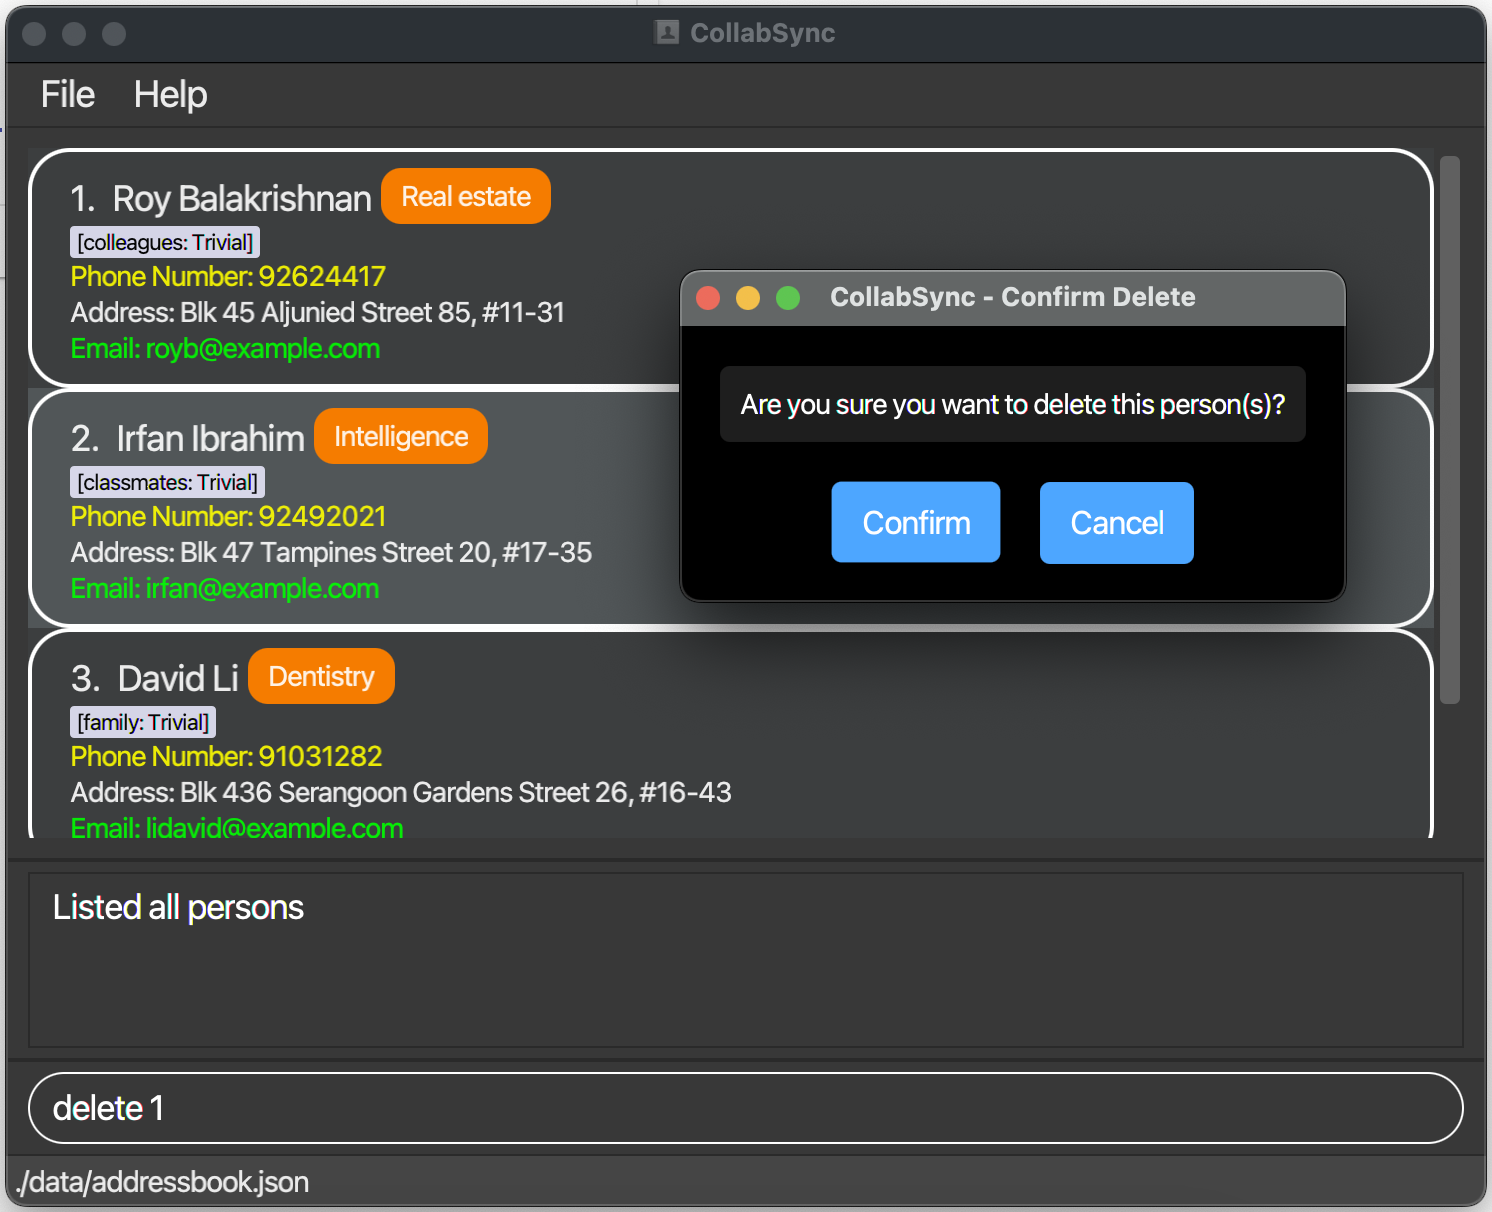 CollabSync
File Help
1. Roy Balakrishnan Real estate
[colleagues: Trivial]
Phone Number: 92624417
Address: Blk 45 Aljunied Street 85, #11-31
Email: royb@example.com
2. Irfan Ibrahim Intelligence
[classmates: Trivial]
Phone Number: 92492021
Address: Blk 47 Tampines Street 20, #17-35
Email: irfan@example.com
3. David Li Dentistry
[family: Trivial]
Phone Number: 91031282
Address: Blk 436 Serangoon Gardens Street 26, #16-43
Email: lidavid@example.com
CollabSync - Confirm Delete
Are you sure you want to delete this person(s)?
Confirm Cancel
Listed all persons
delete 1
./data/addressbook.json